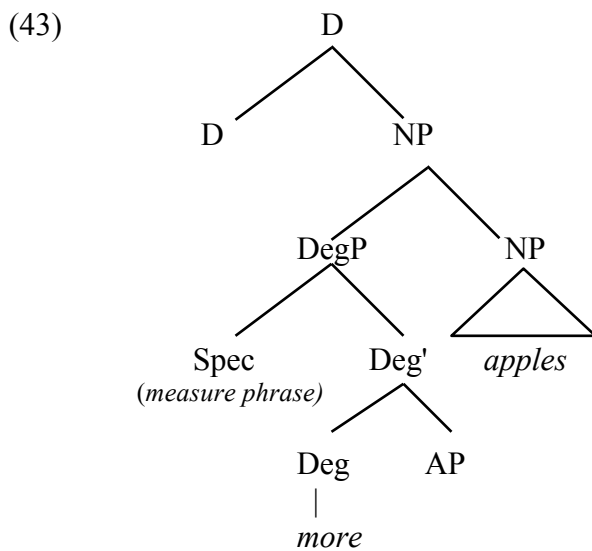 (43)
D
D NP
DegP NP
Spec Deg' apples
(measure phrase)
Deg AP
more